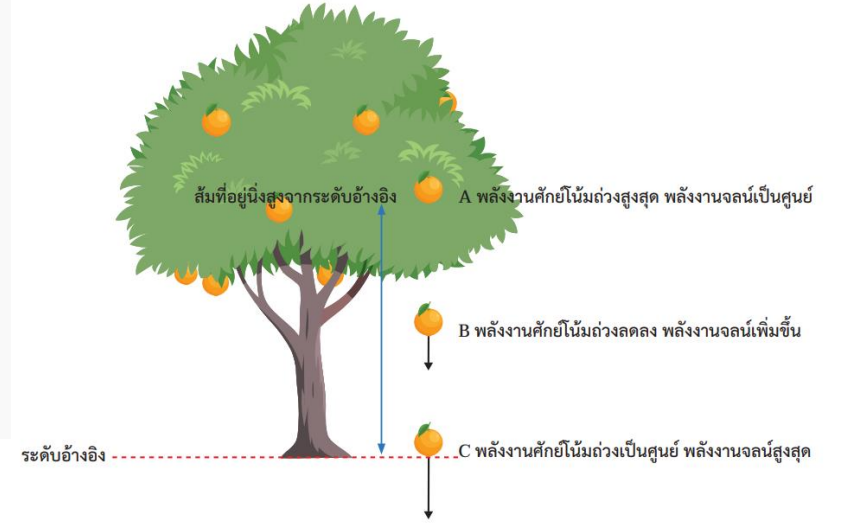 ส้มที่อยู่นิ่งสูงจากระดับอ้างอิง
A พลังงานศักย์โน้มถ่วงสูงสุด พลังงานจลน์เป็นศูนย์
B พลังงานศักย์โน้มถ่วงลดลง พลังงานจลน์เพิ่มขึ้น
ระดับอ้างอิง
C พลังงานศักย์โน้มถ่วงเป็นศูนย์ พลังงานจลน์สูงสุด